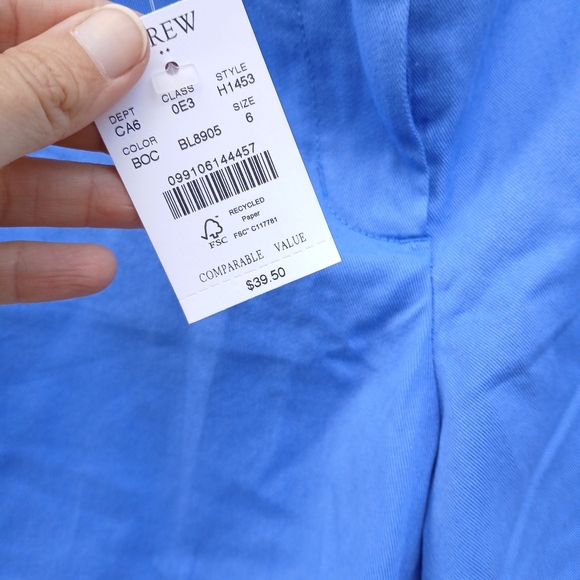 REW
DEPT CLASS STYLE
CA6 0E3 H1453
COLOR SIZE
BOC BL8905 6
099106144457
RECYCLED
Paper
FSC FSC® C117761
COMPARABLE VALUE
$39.50